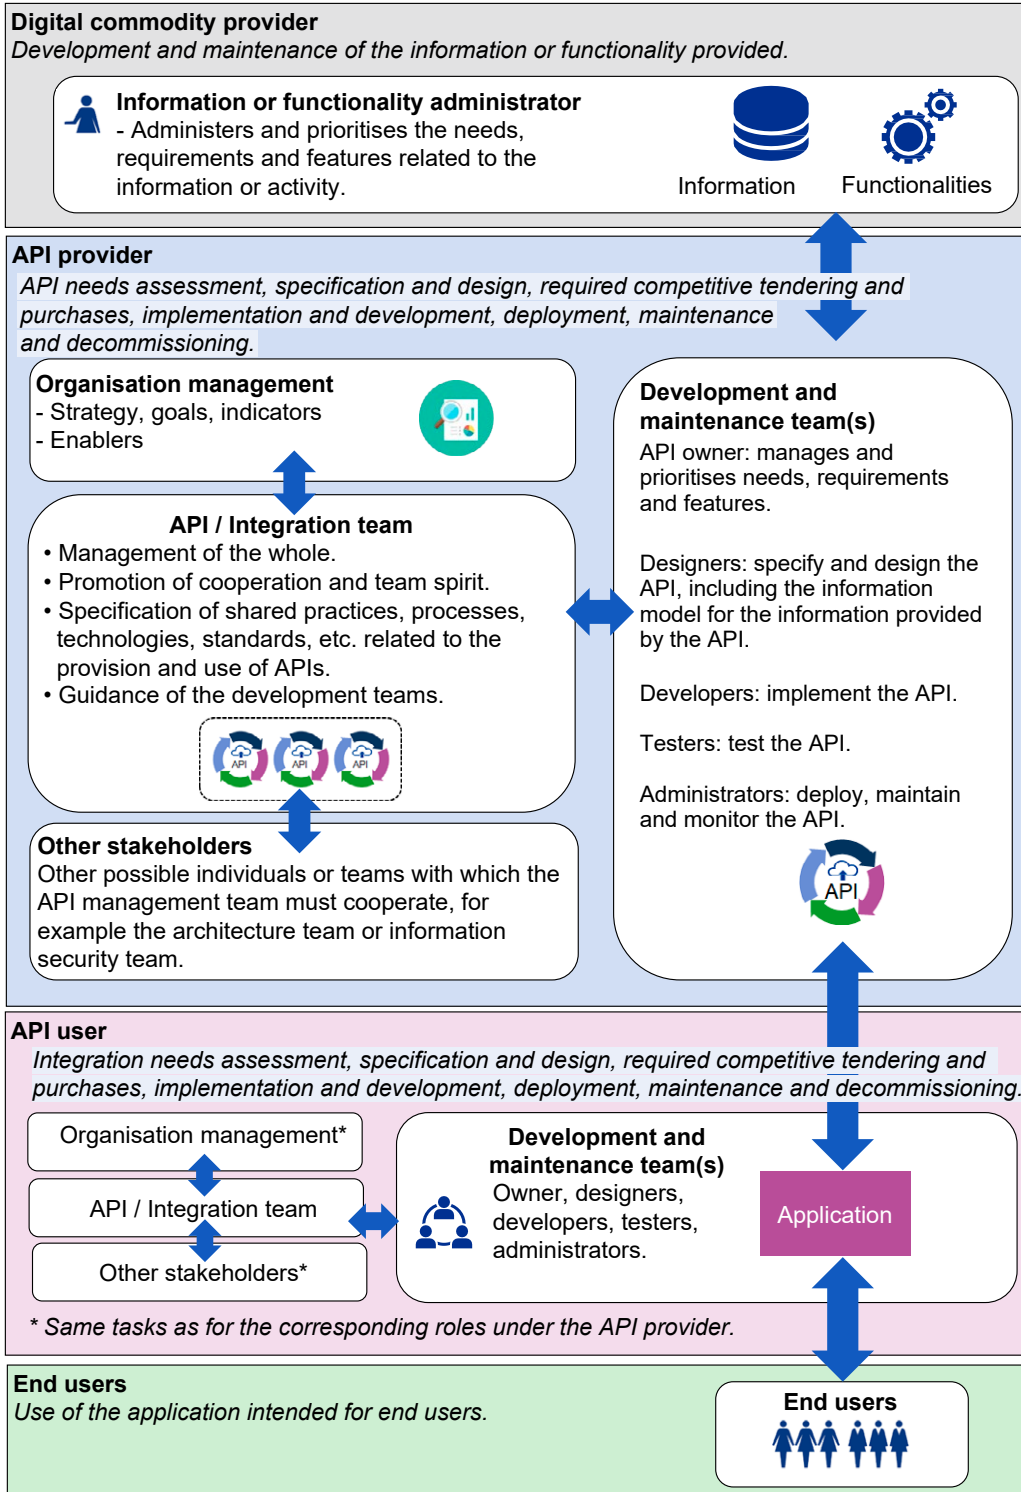 Digital commodity provider
Development and maintenance of the information or functionality provided.
Information or functionality administrator
- Administers and prioritises the needs,
requirements and features related to the
information or activity.
Information
Functionalities
API provider
API needs assessment, specification and design, required competitive tendering and
purchases, implementation and development, deployment, maintenance
and decommissioning.
Organisation management
- Strategy, goals, indicators
- Enablers
API / Integration team
• Management of the whole.
• Promotion of cooperation and team spirit.
• Specification of shared practices, processes,
technologies, standards, etc. related to the
provision and use of APIs.
• Guidance of the development teams.
API
API
API
Other stakeholders
Other possible individuals or teams with which the
API management team must cooperate, for
example the architecture team or information
security team.
Development and
maintenance team(s)
API owner: manages and
prioritises needs, requirements
and features.
Designers: specify and design the
API, including the information
model for the information provided
by the API.
Developers: implement the API.
Testers: test the API.
Administrators: deploy, maintain
and monitor the API.
API
API user
Integration needs assessment, specification and design, required competitive tendering and
purchases, implementation and development, deployment, maintenance and decommissioning.
Organisation management*
API / Integration team
Other stakeholders*
Development and
maintenance team(s)
Owner, designers,
developers, testers,
administrators.
Application
* Same tasks as for the corresponding roles under the API provider.
End users
Use of the application intended for end users.
End users